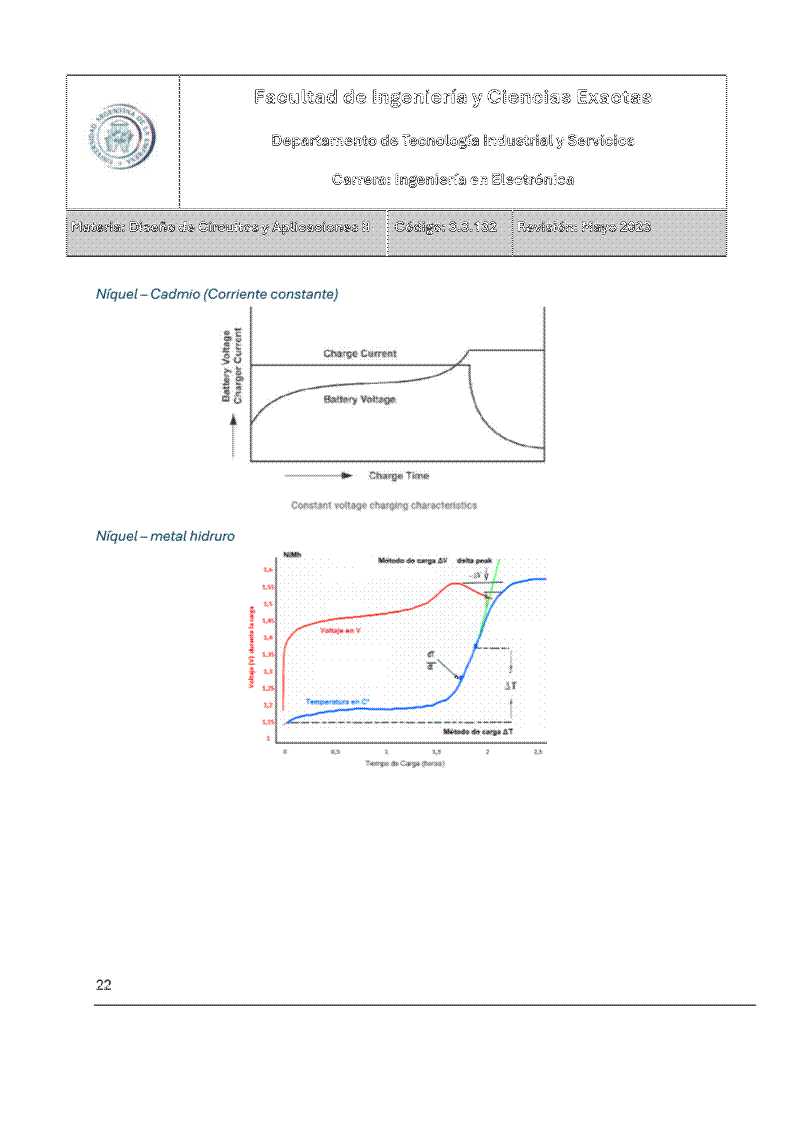 UNIVERSIDAD ARGENTINA DE LA EMPRESA
Facultad de Ingeniería y Ciencias Exactas
Departamento de Tecnología Industrial y Servicios
Carrera: Ingeniería en Electrónica
Materia: Diseño de Circuitos y Aplicaciones II
Código: 3.3.132
Revisión: Mayo 2023
Níquel – Cadmio (Corriente constante)
Battery Voltage
Charger Current
Charge Current
Battery Voltage
Charge Time
Constant voltage charging characteristics
Níquel – metal hidruro
NiMh
Método de carga ΔV delta peak
1,6
1,55
1,5
1,45
1,4
1,35
1,3
1,25
1,2
1,15
1
Voltaje (V) durante la carga
Voltaje en V
Temperatura en C°
ΔT
Método de carga ΔT
0
0,5
1
1,5
2
2,5
Tiempo de Carga (horas)
22